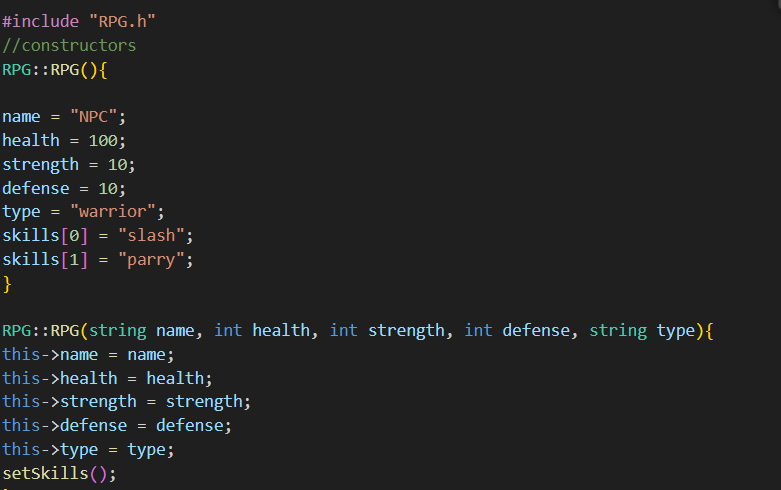 #include "RPG.h"
//constructors
RPG::RPG(){
name = "NPC";
health = 100;
strength = 10;
defense = 10;
type = "warrior";
skills[0] = "slash";
skills[1] = "parry";
}
RPG::RPG(string name, int health, int strength, int defense, string type){
this->name = name;
this->health = health;
this->strength = strength;
this->defense = defense;
this->type = type;
setSkills();